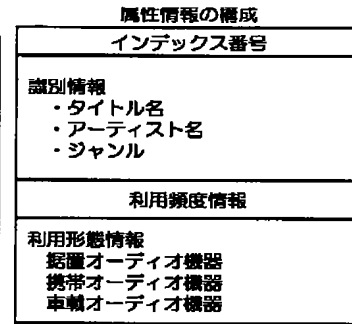 属性情報の構成
インデックス番号
識別情報
・タイトル名
・アーティスト名
・ジャンル
利用頻度情報
利用形態情報
据置オーディオ機器
携帯オーディオ機器
車載オーディオ機器